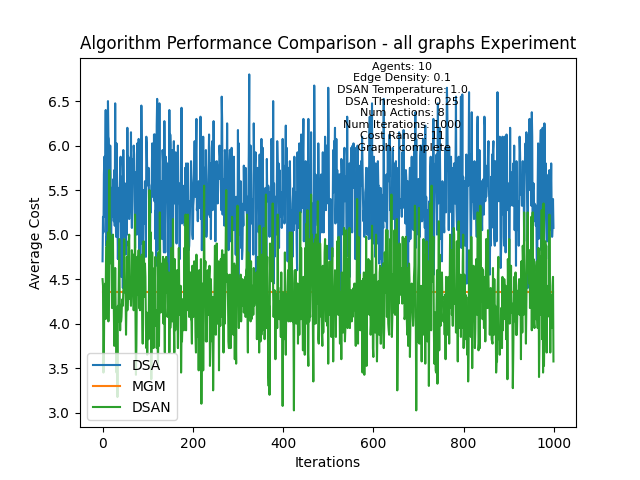 Algorithm Performance Comparison - all graphs Experiment
Agents: 10
Edge Density: 0.1
DSAN Temperature: 1.0
DSA Threshold: 0.25
Num Actions: 8
Num Iterations: 1000
Cost Range: 11
Graph: complete
Average Cost
6.5
6.0
5.5
5.0
4.5
4.0
3.5
3.0
DSA
MGM
DSAN
0
200
400
600
800
1000
Iterations